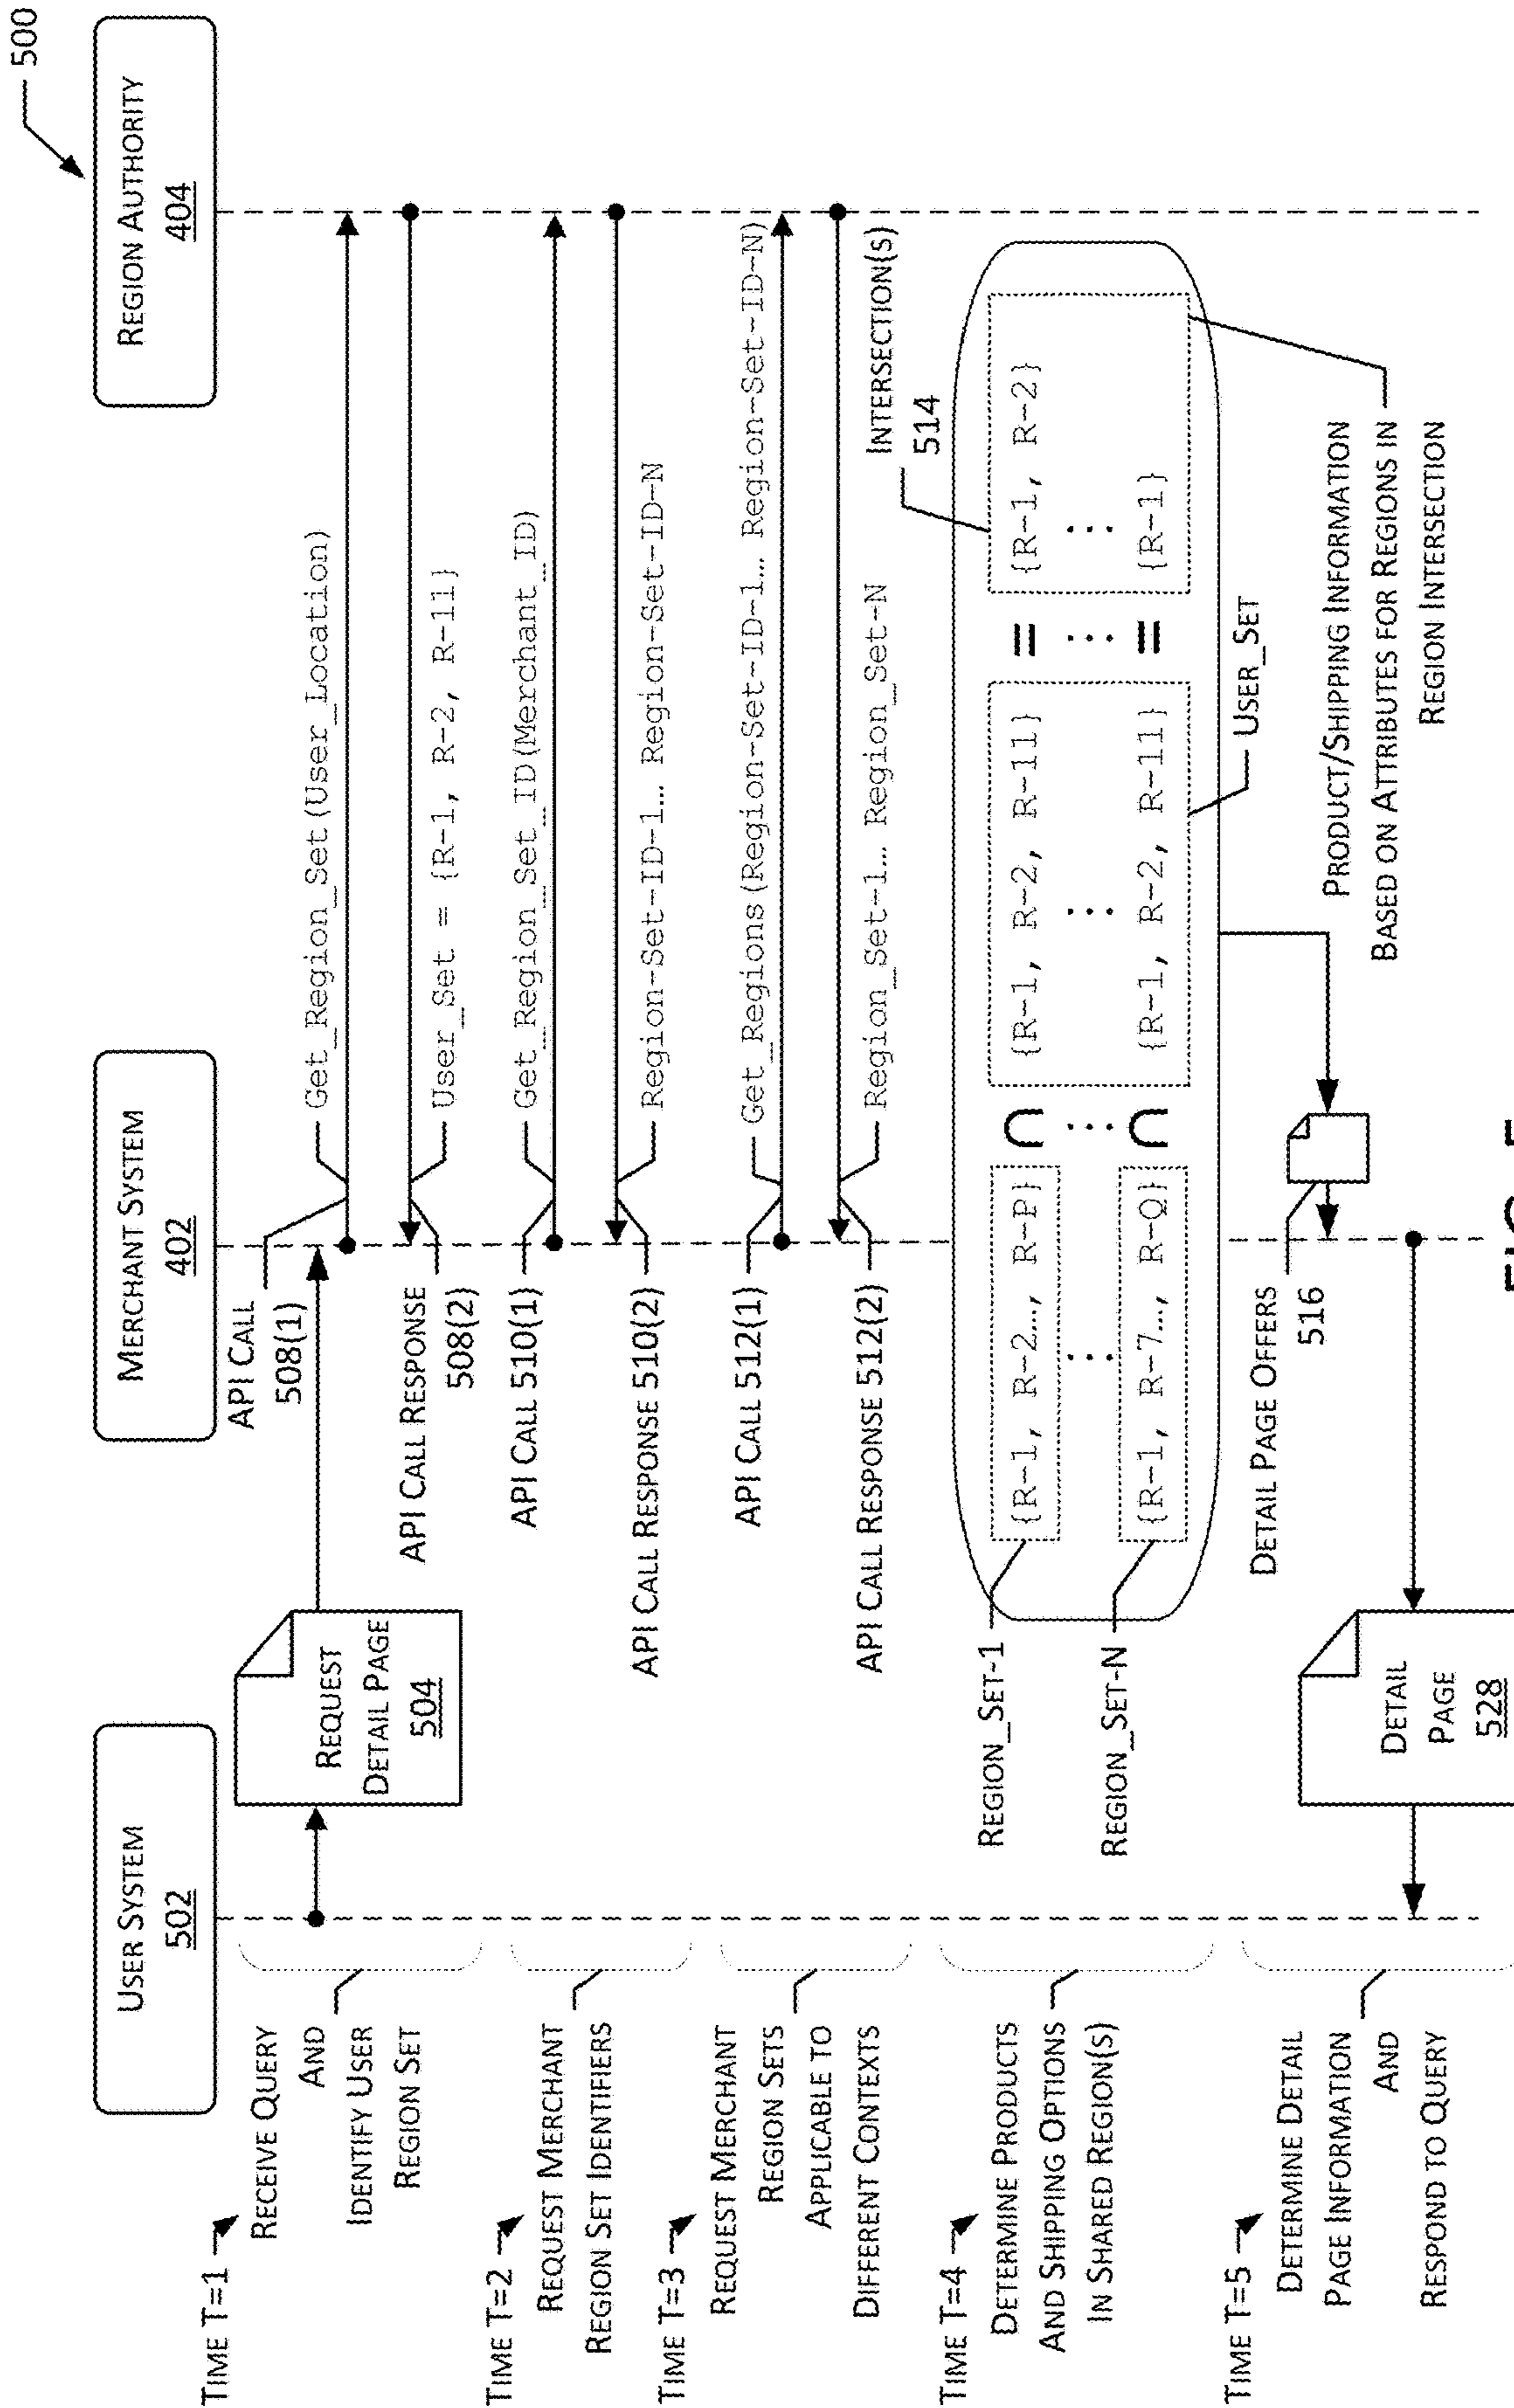 500
USER SYSTEM
502
MERCHANT SYSTEM
402
REGION AUTHORITY
404
TIME T=1
RECEIVE QUERY
AND
IDENTIFY USER
REGION SET
REQUEST
DETAIL PAGE
504
API CALL
508(1)
Get_Region_Set(User_Location)
API CALL RESPONSE
508(2)
User_Set = {R-1, R-2, R-11}
TIME T=2
REQUEST MERCHANT
REGION SET IDENTIFIERS
API CALL 510(1)
Get_Region_Set_ID(Merchant_ID)
API CALL RESPONSE 510(2)
Region-Set-ID-1… Region-Set-ID-N
TIME T=3
REQUEST MERCHANT
REGION SETS
APPLICABLE TO
DIFFERENT CONTEXTS
API CALL 512(1)
Get_Regions(Region-Set-ID-1… Region-Set-ID-N)
API CALL RESPONSE 512(2)
Region_Set-1… Region_Set-N
TIME T=4
DETERMINE PRODUCTS
AND SHIPPING OPTIONS
IN SHARED REGION(S)
INTERSECTION(S)
514
REGION_SET-1
{R-1, R-2…, R-P} ∩ {R-1, R-2, R-11} = {R-1, R-2}
⋮ ⋮ ⋮ ⋮ ⋮
REGION_SET-N
{R-1, R-7…, R-Q} ∩ {R-1, R-2, R-11} = {R-1}
USER_SET
PRODUCT/SHIPPING INFORMATION
BASED ON ATTRIBUTES FOR REGIONS IN
REGION INTERSECTION
TIME T=5
DETERMINE DETAIL
PAGE INFORMATION
AND
RESPOND TO QUERY
DETAIL PAGE OFFERS
516
DETAIL
PAGE
528